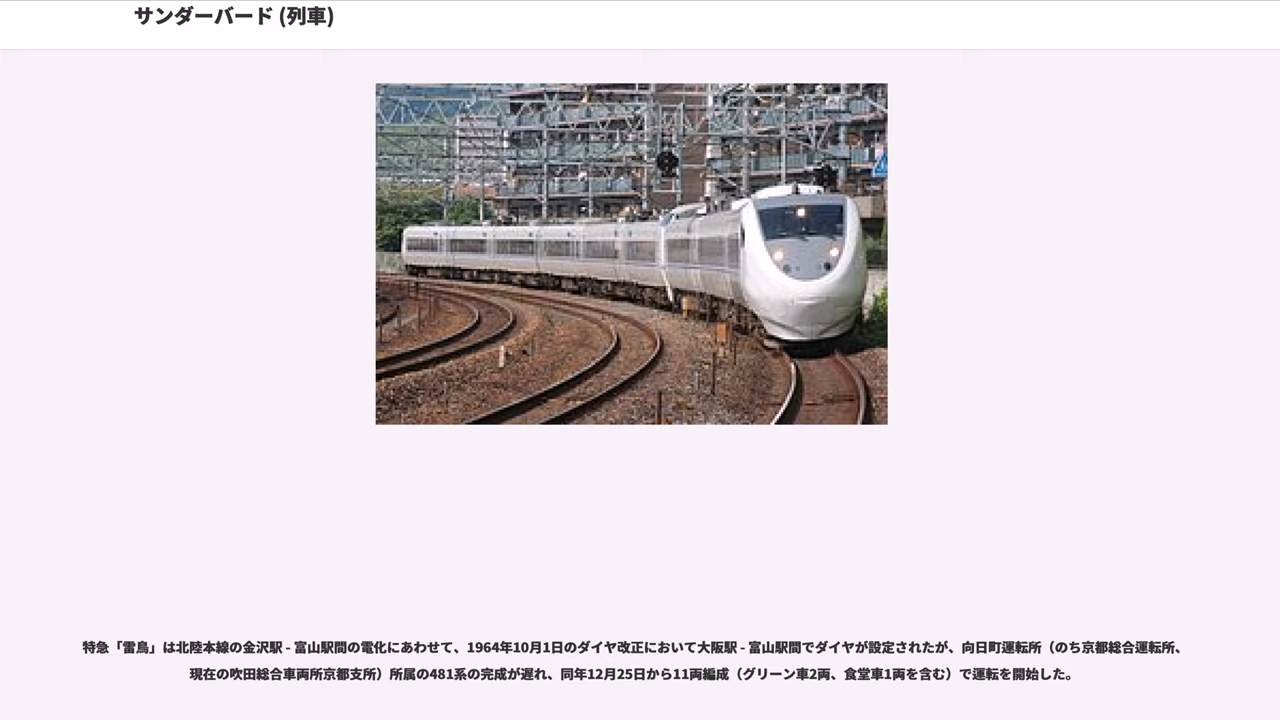 サンダーバード (列車)
特急「雷鳥」は北陸本線の金沢駅 - 富山駅間の電化にあわせて、1964年10月1日のダイヤ改正において大阪駅 - 富山駅間でダイヤが設定されたが、向日町運転所（のち京都総合運転所、
現在の吹田総合車両所京都支所）所属の481系の完成が遅れ、同年12月25日から11両編成（グリーン車2両、食堂車1両を含む）で運転を開始した。